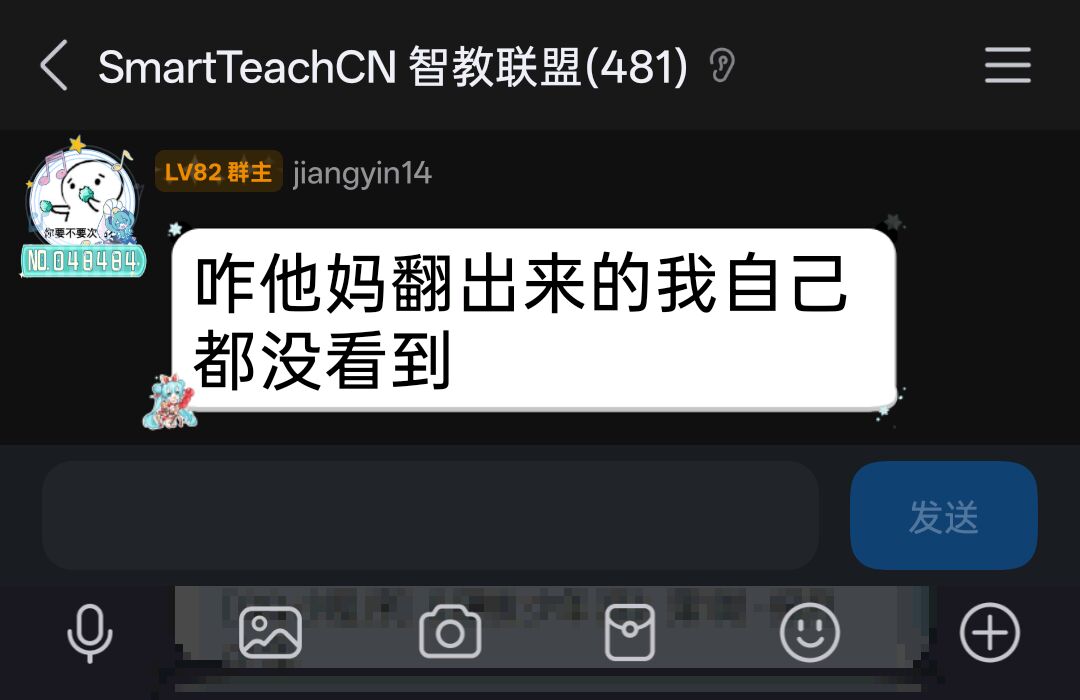 SmartTeachCN 智教联盟(481)
LV82 群主 jiangyin14
你要不要次
NO.048484
咋他妈翻出来的我自己
都没看到
发送